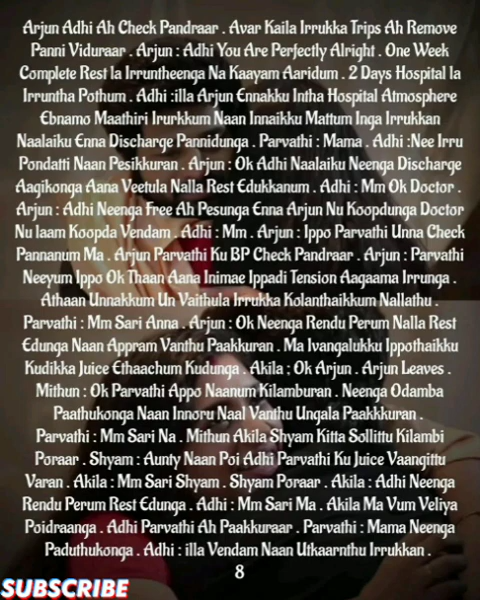 Arjun Adhi Ah Check Pandraar . Avar Kaila Irrukka Trips Ah Remove
Panni Viduraar . Arjun : Adhi You Are Perfectly Alright . One Week
Complete Rest la Irruntheenga Na Kaayam Aaridum . 2 Days Hospital la
Irruntha Pothum . Adhi :illa Arjun Ennakku Intha Hospital Atmosphere
Ebnamo Maathiri Irurkkum Naan Innaikku Mattum Inga Irrukkan
Naalaiku Enna Discharge Pannidunga . Parvathi : Mama . Adhi :Nee Irru
Pondatti Naan Pesikkuran . Arjun : Ok Adhi Naalaiku Neenga Discharge
Aagikonga Aana Veetula Nalla Rest Edukkanum . Adhi : Mm Ok Doctor .
Arjun : Adhi Neenga Free Ah Pesunga Enna Arjun Nu Koopdunga Doctor
Nu laam Koopda Vendam . Adhi : Mm . Arjun : Ippo Parvathi Unna Check
Pannanum Ma . Arjun Parvathi Ku BP Check Pandraar . Arjun : Parvathi
Neeyum Ippo Ok Thaan Aana Inimae Ippadi Tension Aagaama Irrunga .
Athaan Unnakkum Un Vaithula Irrukka Kolanthaikkum Nallathu .
Parvathi : Mm Sari Anna . Arjun : Ok Neenga Rendu Perum Nalla Rest
Edunga Naan Appram Vanthu Paakkuran . Ma Ivangalukku Ippothaikku
Kudikka Juice Ethaachum Kudunga . Akila ; Ok Arjun . Arjun Leaves .
Mithun : Ok Parvathi Appo Naanum Kilamburan . Neenga Odamba
Paathukonga Naan Innoru Naal Vanthu Ungala Paakkkuran .
Parvathi : Mm Sari Na . Mithun Akila Shyam Kitta Sollittu Kilambi
Poraar . Shyam : Aunty Naan Poi Adhi Parvathi Ku Juice Vaangittu
Varan . Akila : Mm Sari Shyam . Shyam Poraar . Akila : Adhi Neenga
Rendu Perum Rest Edunga . Adhi : Mm Sari Ma . Akila Ma Vum Veliya
Poidraanga . Adhi Parvathi Ah Paakkuraar . Parvathi : Mama Neenga
Paduthukonga . Adhi : illa Vendam Naan Utkaarnthu Irrukkan .
8
SUBSCRIBE